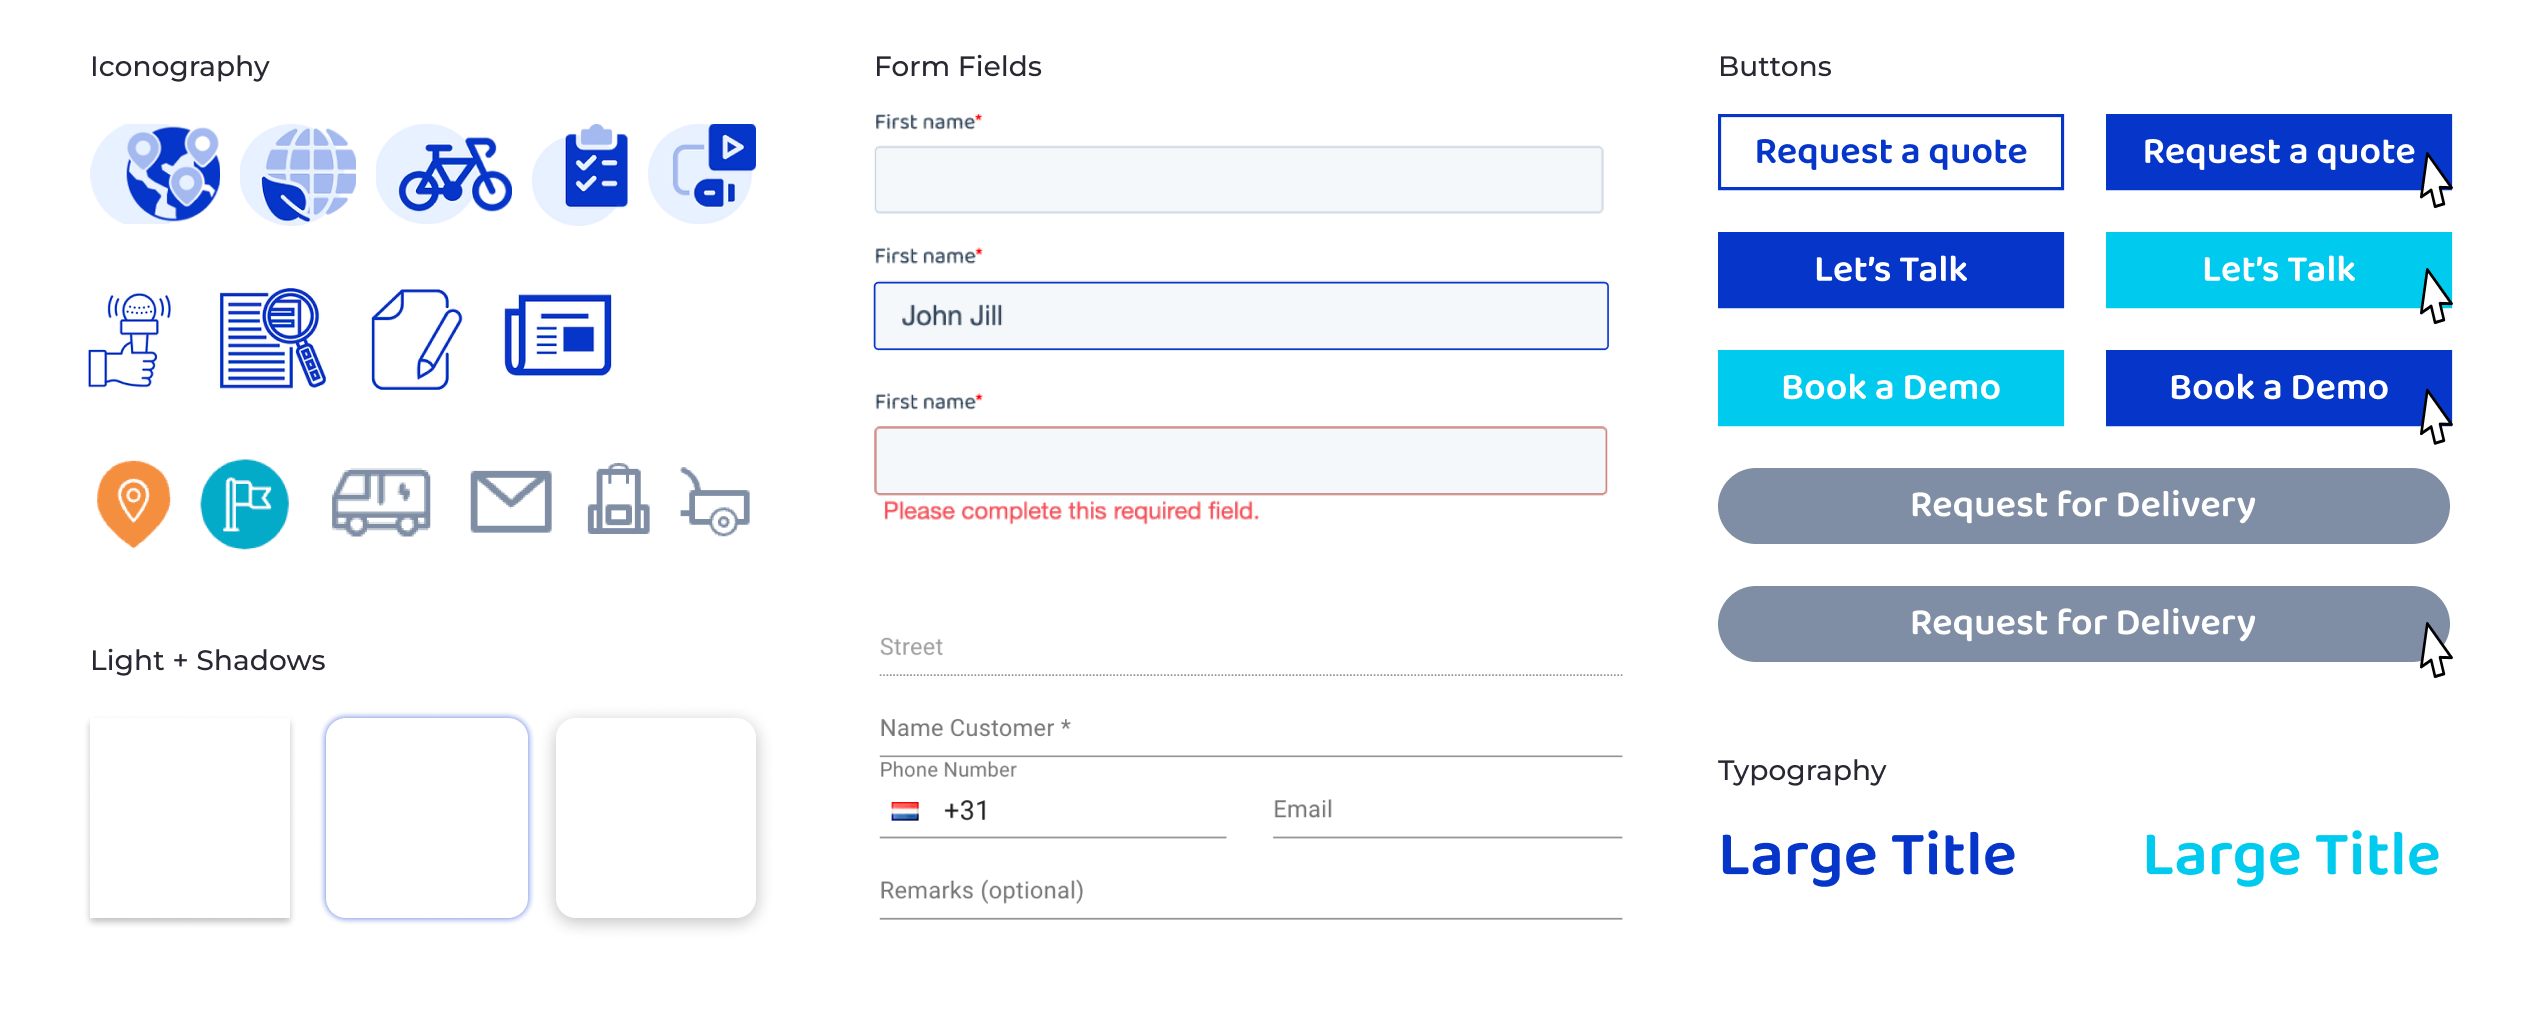 Iconography
Light + Shadows
Form Fields
First name*
First name*
John Jill
First name*
Please complete this required field.
Street
Name Customer *
Phone Number
+31
Email
Remarks (optional)
Buttons
Request a quote
Request a quote
Let's Talk
Let's Talk
Book a Demo
Book a Demo
Request for Delivery
Request for Delivery
Typography
Large Title
Large Title